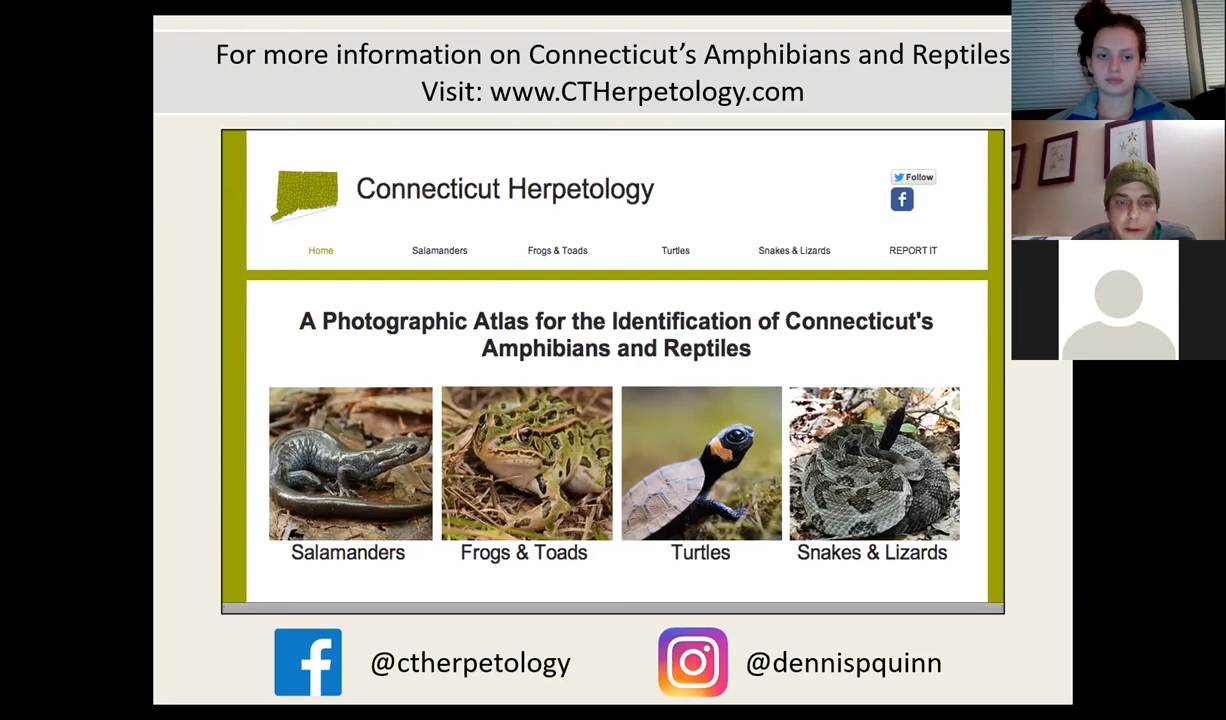 For more information on Connecticut’s Amphibians and Reptiles
Visit: www.CTHerpetology.com
Connecticut Herpetology
Follow
Home Salamanders Frogs & Toads Turtles Snakes & Lizards REPORT IT
A Photographic Atlas for the Identification of Connecticut's
Amphibians and Reptiles
Salamanders Frogs & Toads Turtles Snakes & Lizards
@ctherpetology @dennispquinn